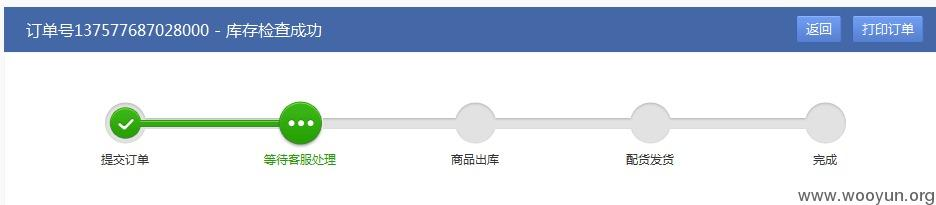 订单号137577687028000 - 库存检查成功
返回
打印订单
提交订单
等待客服处理
商品出库
配货发货
完成
www.wooyun.org